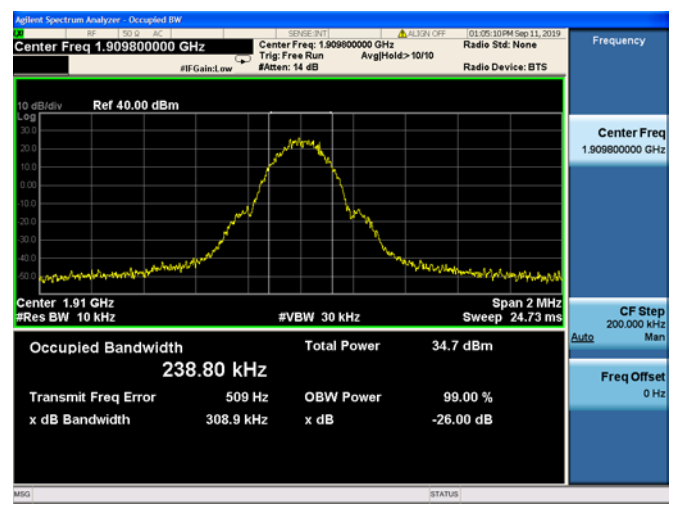 Agilent Spectrum Analyzer - Occupied BW
RF 50 Ω AC SENSE:INT ALIGN OFF 01:05:10 PM Sep 11, 2019
Center Freq 1.909800000 GHz
Center Freq: 1.909800000 GHz
Radio Std: None
Trig: Free Run Avg|Hold:>10/10
#IFGain:Low #Atten: 14 dB Radio Device: BTS
10 dB/div Ref 40.00 dBm
Log
30.0
20.0
10.0
0.00
-10.0
-20.0
-30.0
-40.0
-50.0
Center 1.91 GHz Span 2 MHz
#Res BW 10 kHz #VBW 30 kHz Sweep 24.73 ms
Occupied Bandwidth Total Power 34.7 dBm
238.80 kHz
Transmit Freq Error 509 Hz OBW Power 99.00 %
x dB Bandwidth 308.9 kHz x dB -26.00 dB
Frequency
Center Freq
1.909800000 GHz
CF Step
200.000 kHz
Auto Man
Freq Offset
0 Hz
MSG STATUS